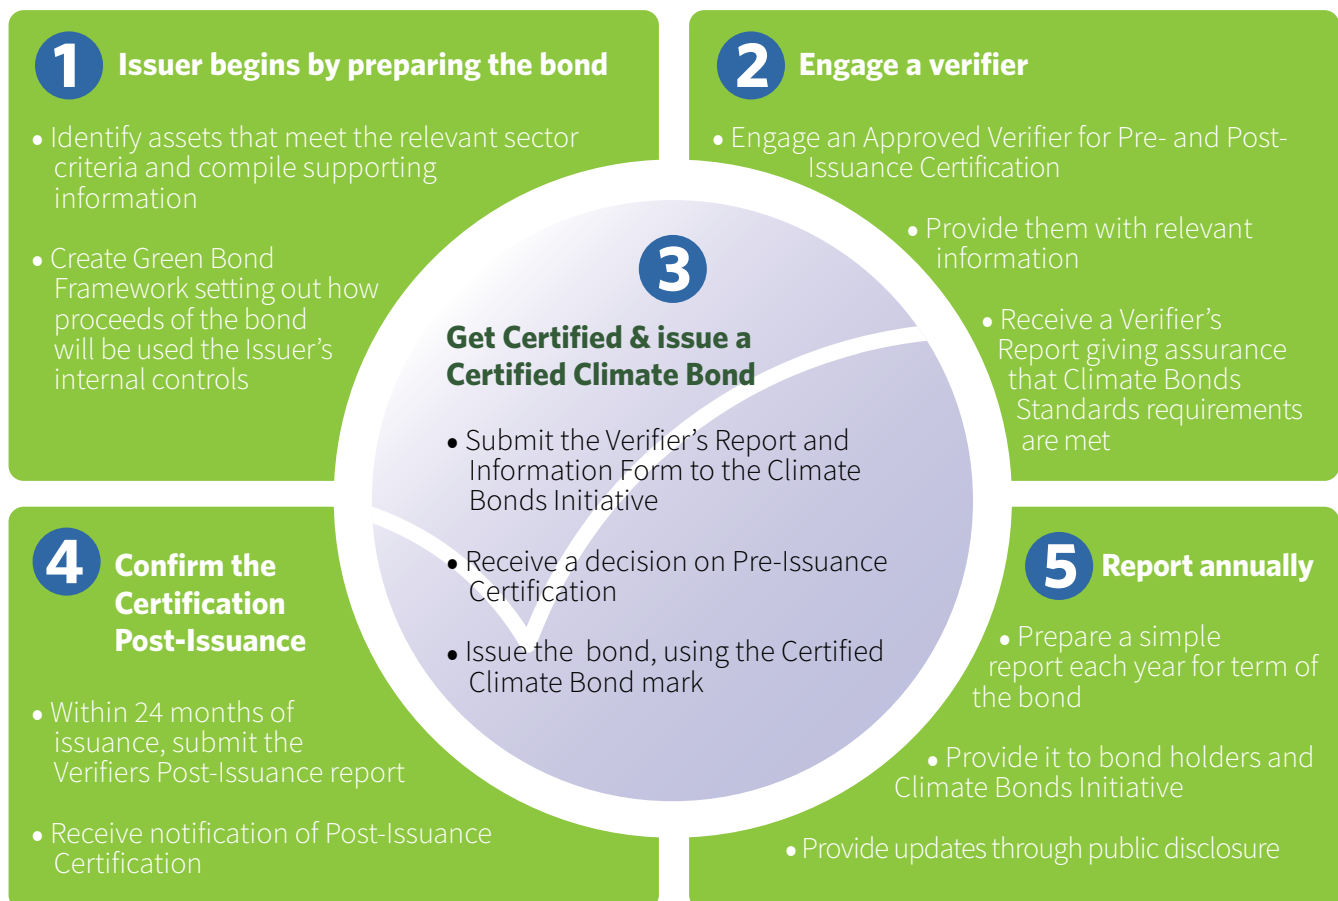 1 Issuer begins by preparing the bond
• Identify assets that meet the relevant sector
criteria and compile supporting
information
• Create Green Bond
Framework setting out how
proceeds of the bond
will be used the Issuer’s
internal controls
2 Engage a verifier
• Engage an Approved Verifier for Pre- and Post-
Issuance Certification
• Provide them with relevant
information
• Receive a Verifier’s
Report giving assurance
that Climate Bonds
Standards requirements
are met
3
Get Certified & issue a
Certified Climate Bond
• Submit the Verifier’s Report and
Information Form to the Climate
Bonds Initiative
• Receive a decision on Pre-Issuance
Certification
• Issue the bond, using the Certified
Climate Bond mark
4 Confirm the
Certification
Post-Issuance
• Within 24 months of
issuance, submit the
Verifiers Post-Issuance report
• Receive notification of Post-Issuance
Certification
5 Report annually
• Prepare a simple
report each year for term of
the bond
• Provide it to bond holders and
Climate Bonds Initiative
• Provide updates through public disclosure